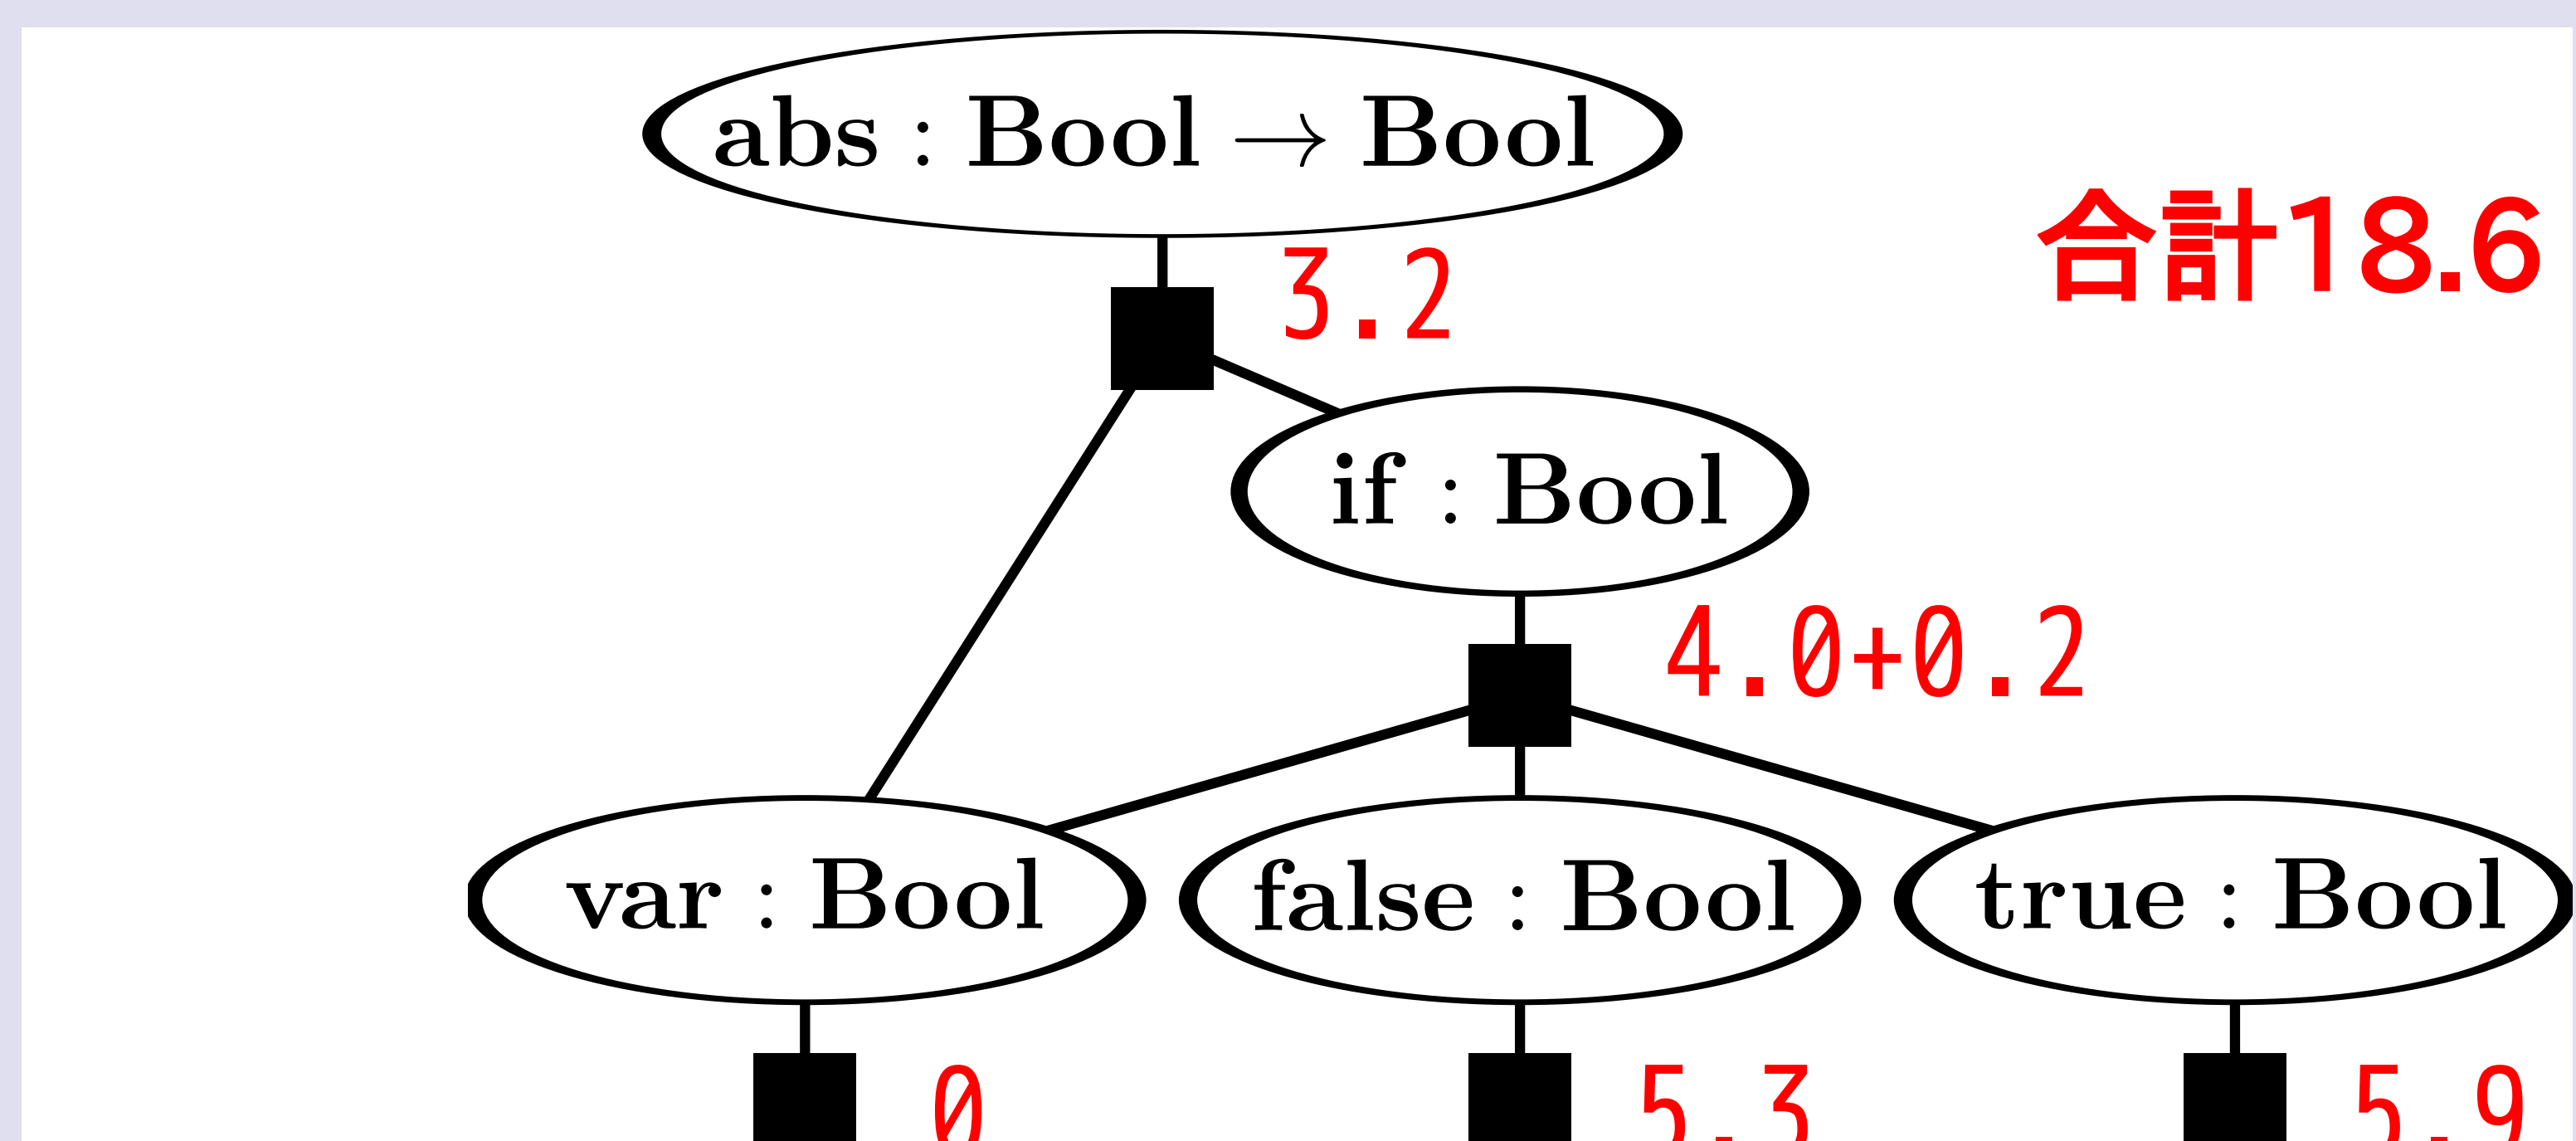 abs : Bool → Bool
合計18.6
3.2
if : Bool
4.0+0.2
var : Bool
false : Bool
true : Bool
0
5.3
5.9